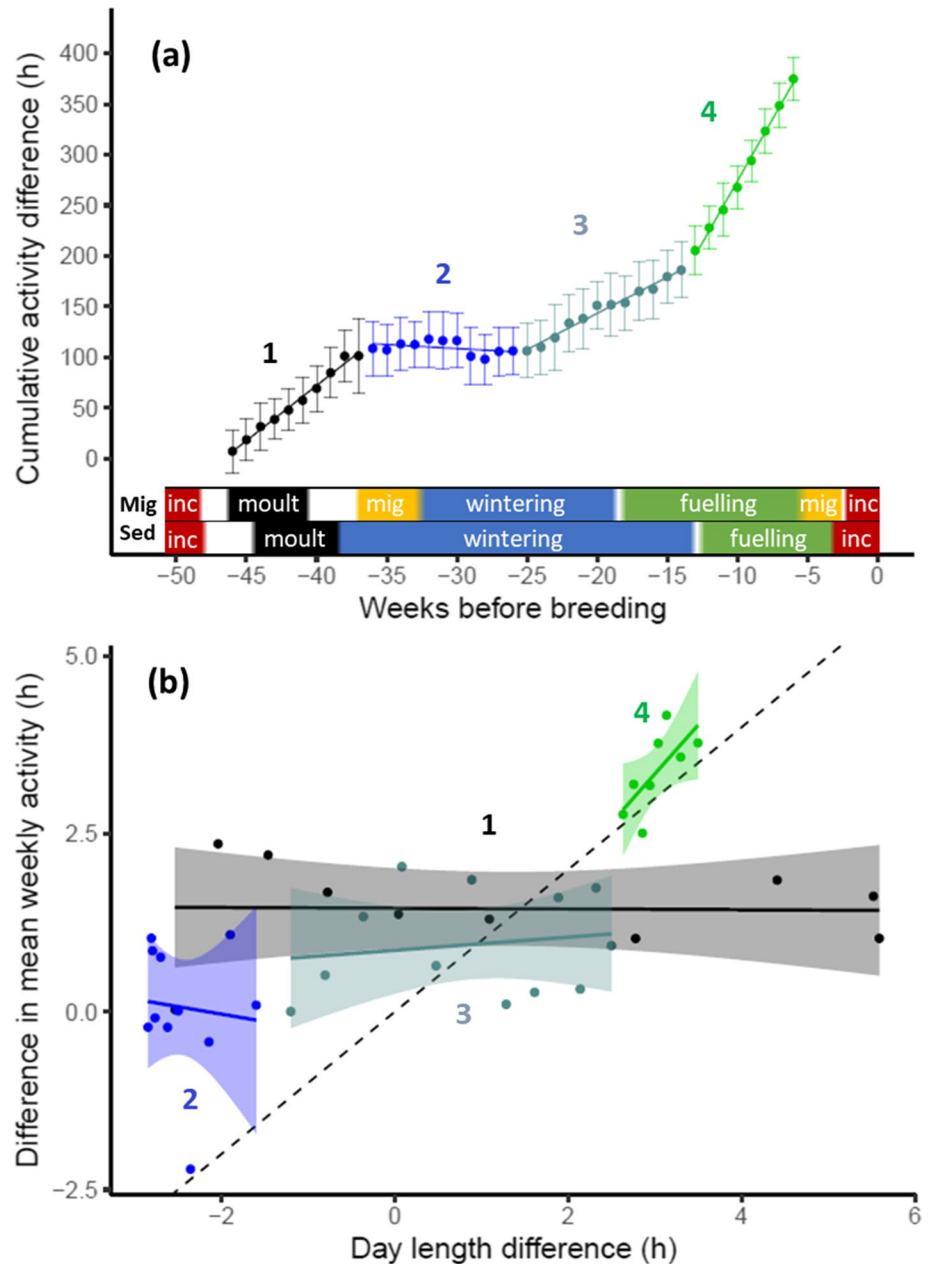 (a)
Cumulative activity difference (h)
400
350
300
250
200
150
100
50
0
1
2
3
4
Mig inc moult mig wintering fuelling mig inc
Sed inc moult wintering fuelling inc
−50 −45 −40 −35 −30 −25 −20 −15 −10 −5 0
Weeks before breeding
(b)
Difference in mean weekly activity (h)
5.0
2.5
0.0
−2.5
4
1
3
2
−2 0 2 4 6
Day length difference (h)